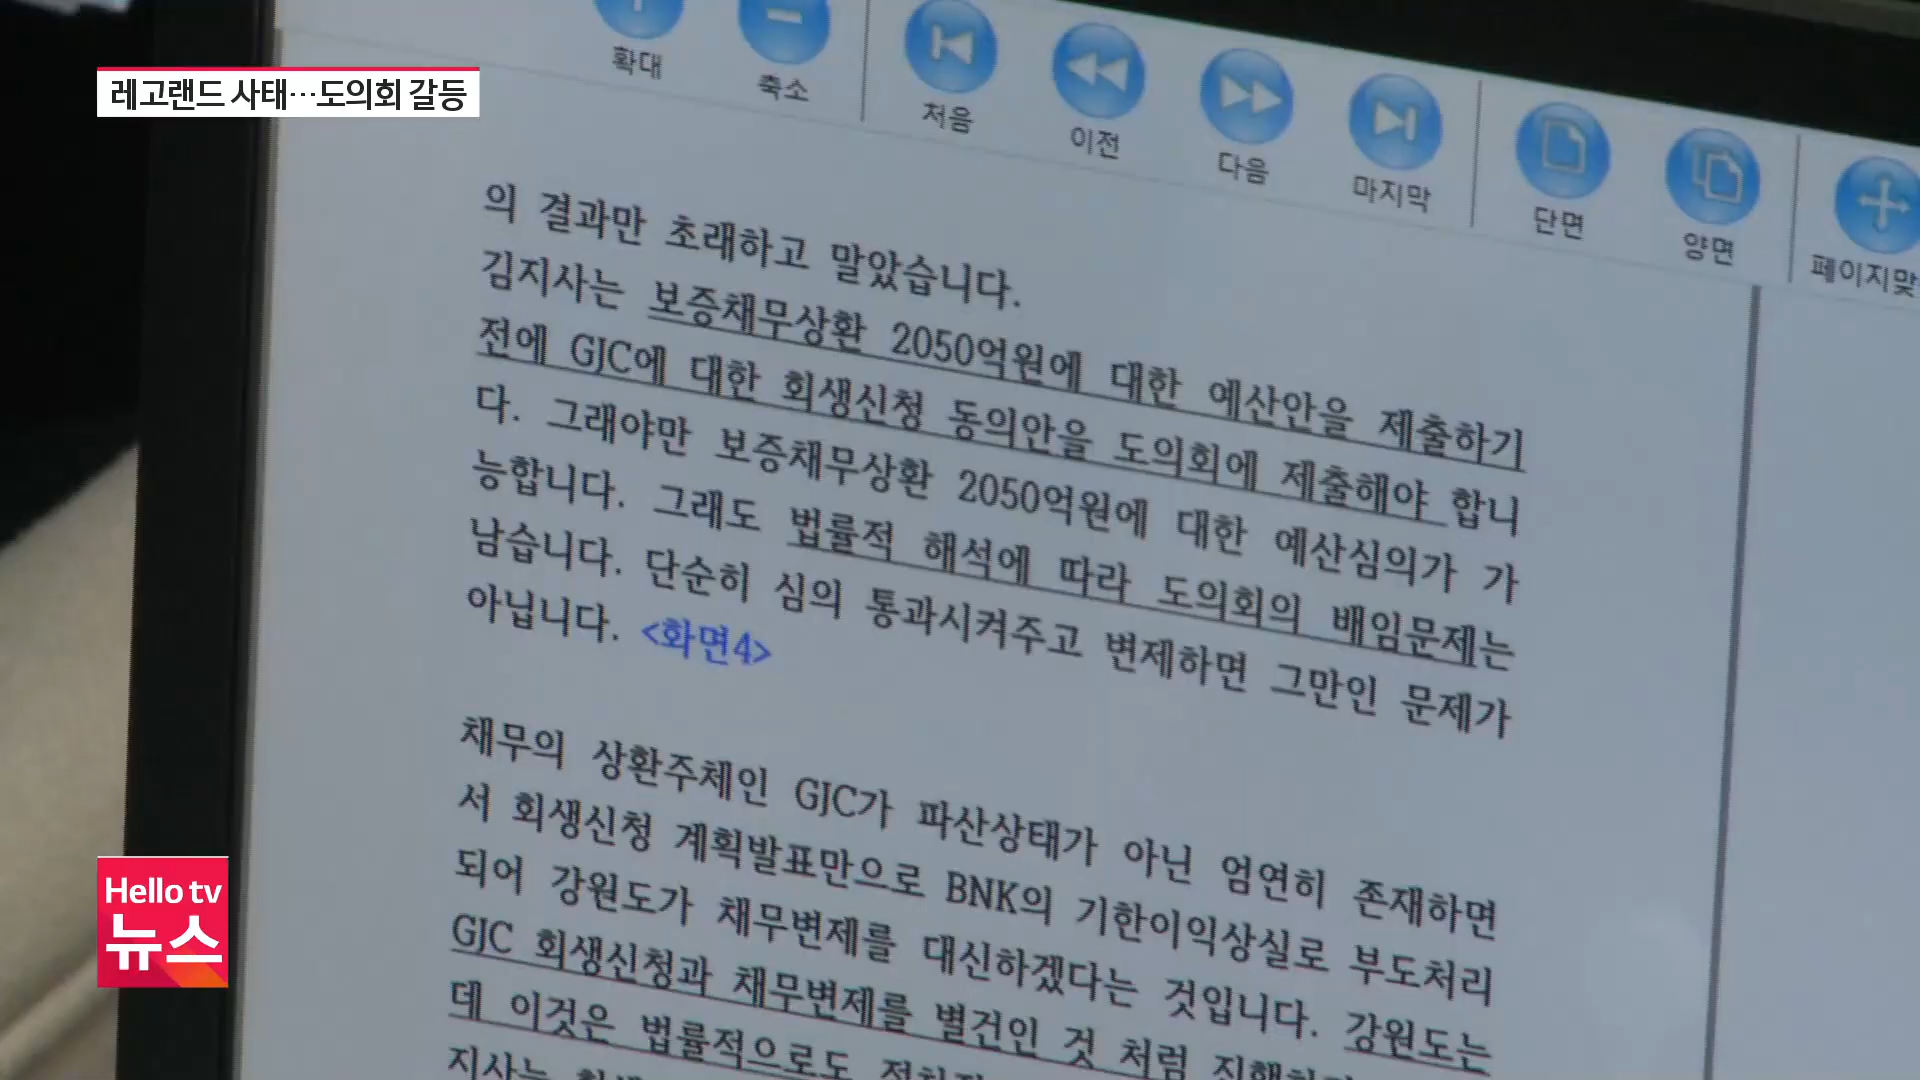 레고랜드 사태…도의회 갈등
확대
축소
처음
이전
다음
마지막
단면
양면
페이지맞
의 결과만 초래하고 말았습니다.
김지사는 보증채무상환 2050억원에 대한 예산안을 제출하기
전에 GJC에 대한 회생신청 동의안을 도의회에 제출해야 합니
다. 그래야만 보증채무상환 2050억원에 대한 예산심의가 가
능합니다. 그래도 법률적 해석에 따라 도의회의 배임문제는
남습니다. 단순히 심의 통과시켜주고 변제하면 그만인 문제가
아닙니다. <화면4>
채무의 상환주체인 GJC가 파산상태가 아닌 엄연히 존재하면
서 회생신청 계획발표만으로 BNK의 기한이익상실로 부도처리
되어 강원도가 채무변제를 대신하겠다는 것입니다. 강원도는
GJC 회생신청과 채무변제를 별건인 것 처럼
데 이것은 법률적으로도
지사는
Hello tv
뉴스